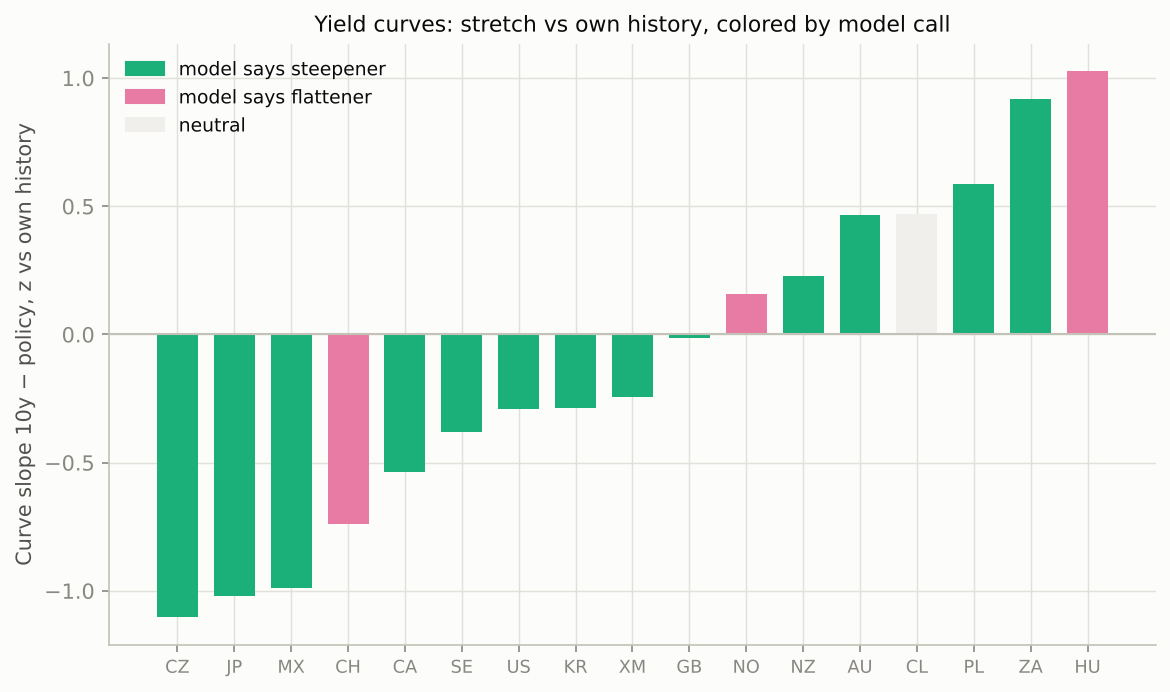 Yield curves: stretch vs own history, colored by model call
model says steepener
model says flattener
neutral
Curve slope 10y − policy, z vs own history
1.0
0.5
0.0
−0.5
−1.0
CZ JP MX CH CA SE US KR XM GB NO NZ AU CL PL ZA HU